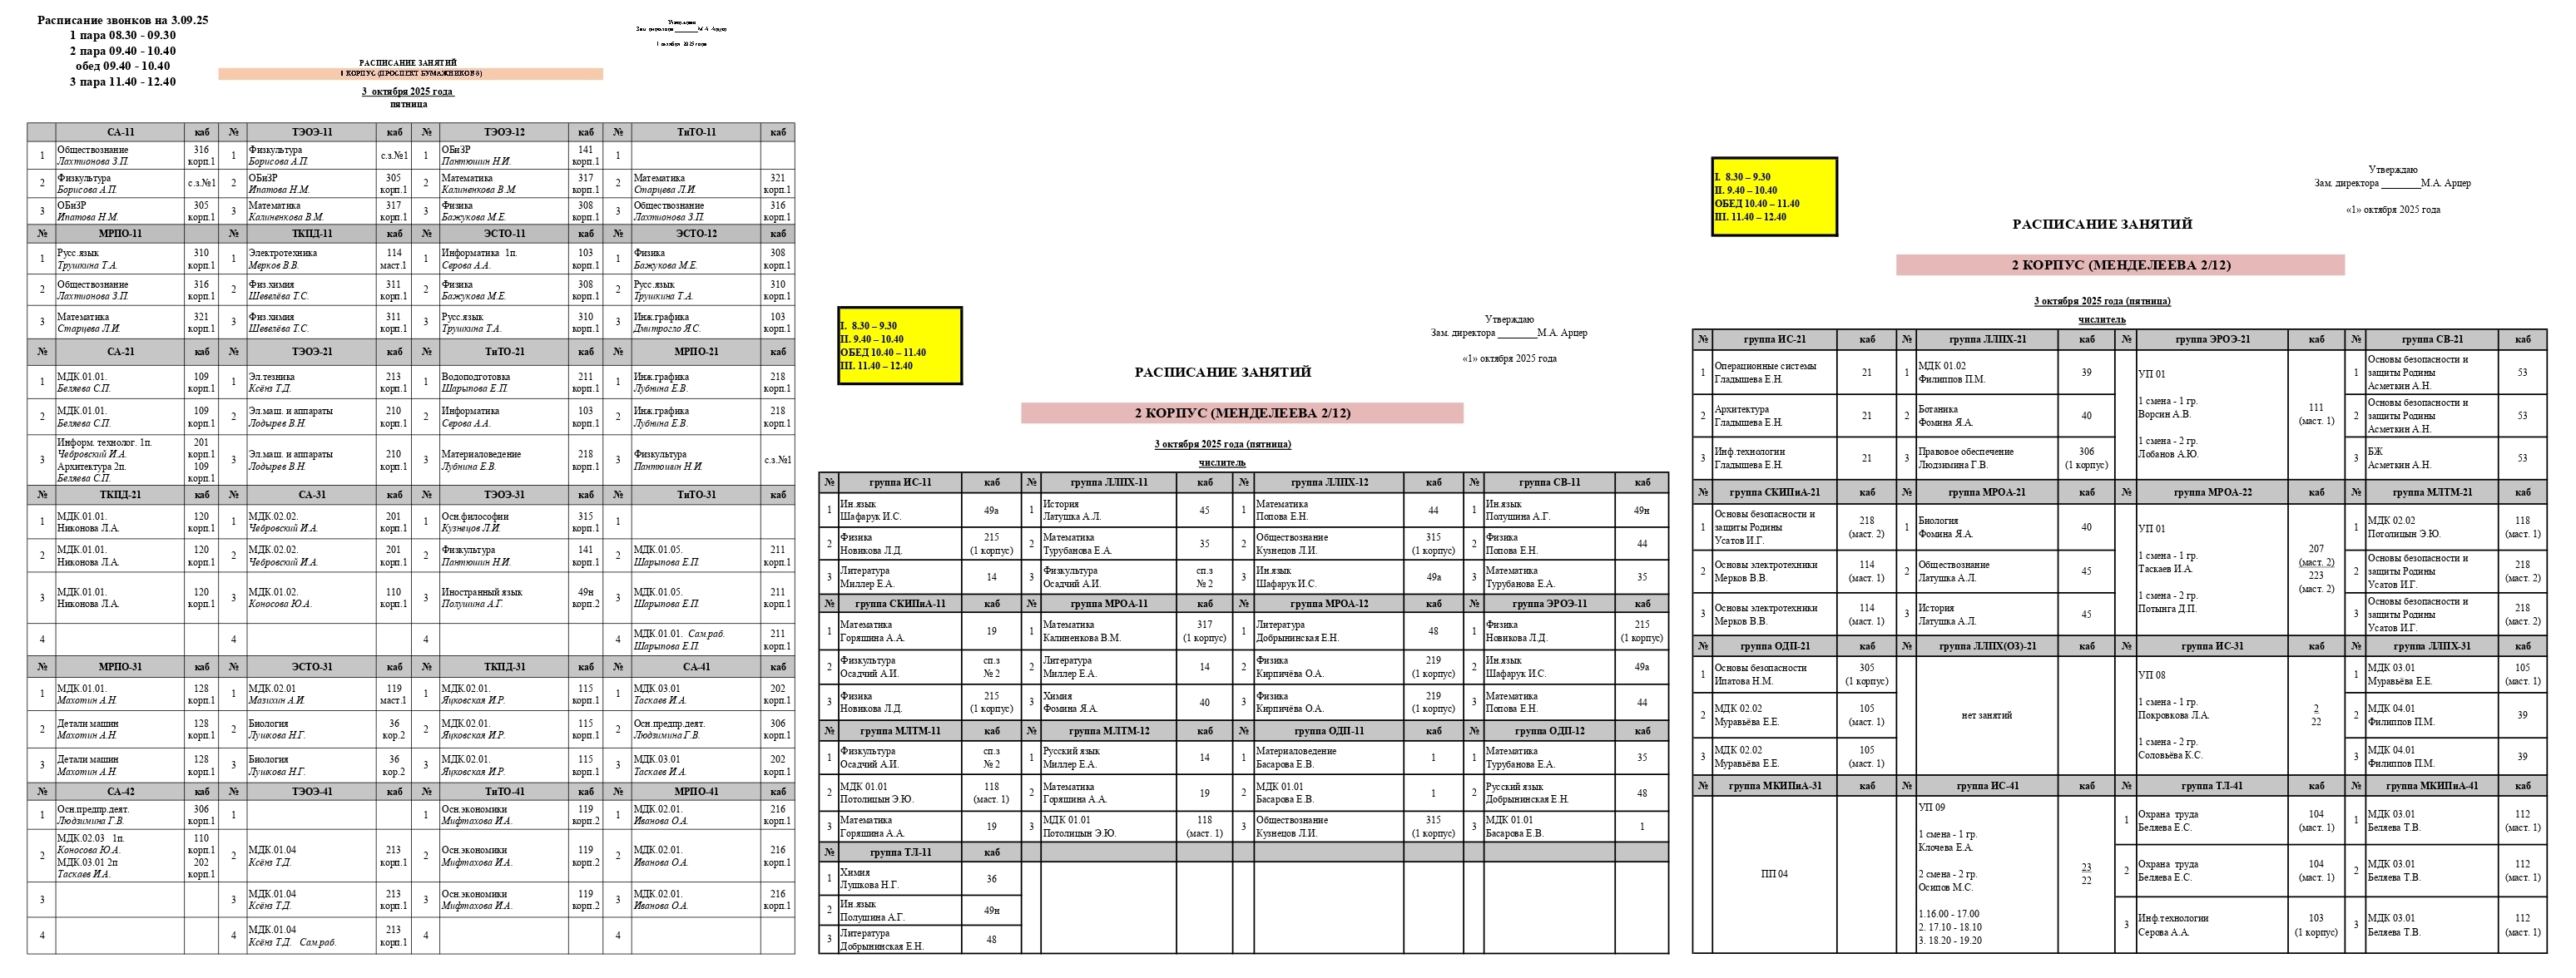 Расписание звонков на 3.09.25
1 пара 08.30 - 09.30
2 пара 09.40 - 10.40
обед 09.40 - 10.40
3 пара 11.40 - 12.40
Зам. директора ________М.А. Арцер
1 октября 2025 года
РАСПИСАНИЕ ЗАНЯТИЙ
1 КОРПУС (ПРОСПЕКТ БУМАЖНИКОВ 8)
3 октября 2025 года
пятница
СА-11 каб № ТЭОЭ-11 каб № ТЭОЭ-12 каб № ТиТО-11 каб
1 Обществознание 316 1 Физкультура с.з.№1 1 ОБиЗР 141 1
Лахтионова З.П. корп.1 Борисова А.П. Пантюшин Н.И. корп.1
2 Физкультура с.з.№1 2 ОБиЗР 305 2 Математика 317 2 Математика 321
Борисова А.П. Ипатова Н.М. корп.1 Калиненкова В.М. корп.1 Старцева Л.И. корп.1
3 ОБиЗР 305 3 Математика 317 3 Физика 308 3 Обществознание 316
Ипатова Н.М. корп.1 Калиненкова В.М. корп.1 Бажукова М.Е. корп.1 Лахтионова З.П. корп.1
№ МРПО-11 каб № ТКПД-11 каб № ЭСТО-11 каб № ЭСТО-12 каб
1 Русс.язык 310 1 Электротехника 114 1 Информатика 1п. 103 1 Физика 308
Трушкина Т.А. корп.1 Мерков В.В. маст.1 Серова А.А. корп.1 Бажукова М.Е. корп.1
2 Обществознание 316 2 Физ.химия 311 2 Физика 308 2 Русс.язык 310
Лахтионова З.П. корп.1 Шевелёва Т.С. корп.1 Бажукова М.Е. корп.1 Трушкина Т.А. корп.1
3 Математика 321 3 Физ.химия 311 3 Русс.язык 310 3 Инж.графика 103
Старцева Л.И. корп.1 Шевелёва Т.С. корп.1 Трушкина Т.А. корп.1 Дмитрогло Я.С. корп.1
№ СА-21 каб № ТЭОЭ-21 каб № ТиТО-21 каб № МРПО-21 каб
1 МДК.01.01. 109 1 Эл.тезника 213 1 Водоподготовка 211 1 Инж.графика 218
Беляева С.П. корп.1 Ксёнз Т.Д. корп.1 Шарыпова Е.П. корп.1 Лубнина Е.В. корп.1
2 МДК.01.01. 109 2 Эл.маш. и аппараты 210 2 Информатика 103 2 Инж.графика 218
Беляева С.П. корп.1 Лодырев В.Н. корп.1 Серова А.А. корп.1 Лубнина Е.В. корп.1
3 Информ. технолог. 1п. 201 3 Эл.маш. и аппараты 210 3 Материаловедение 218 3 Физкультура с.з.№1
Чебровский И.А. корп.1 Лодырев В.Н. корп.1 Лубнина Е.В. корп.1 Пантюшин Н.И.
Архитектура 2п. 109
Беляева С.П. корп.1
№ ТКПД-21 каб № СА-31 каб № ТЭОЭ-31 каб № ТиТО-31 каб
1 МДК.01.01. 120 1 МДК.02.02. 201 1 Осн.философии 315 1
Никонова Л.А. корп.1 Чебровский И.А. корп.1 Кузнецов Л.И. корп.1
2 МДК.01.01. 120 2 МДК.02.02. 201 2 Физкультура 141 2 МДК.01.05. 211
Никонова Л.А. корп.1 Чебровский И.А. корп.1 Пантюшин Н.И. корп.1 Шарыпова Е.П. корп.1
3 МДК.01.01. 120 3 МДК.01.02. 110 3 Иностранный язык 49н 3 МДК.01.05. 211
Никонова Л.А. корп.1 Коносова Ю.А. корп.1 Полушина А.Г. корп.2 Шарыпова Е.П. корп.1
4 4 4 4 МДК.01.01. Сам.раб. 211
Шарыпова Е.П. корп.1
№ МРПО-31 каб № ЭСТО-31 каб № ТКПД-31 каб № СА-41 каб
1 МДК.01.01. 128 1 МДК.02.01 119 1 МДК.02.01. 115 1 МДК.03.01 202
Махотин А.Н. корп.1 Мазихин А.И. маст.1 Яцковская И.Р. корп.1 Таскаев И.А. корп.1
2 Детали машин 128 2 Биология 36 2 МДК.02.01. 115 2 Осн.предпр.деят. 306
Махотин А.Н. корп.1 Лушкова Н.Г. кор.2 Яцковская И.Р. корп.1 Людзимина Г.В. корп.1
3 Детали машин 128 3 Биология 36 3 МДК.02.01. 115 3 МДК.03.01 202
Махотин А.Н. корп.1 Лушкова Н.Г. кор.2 Яцковская И.Р. корп.1 Таскаев И.А. корп.1
№ СА-42 каб № ТЭОЭ-41 каб № ТиТО-41 каб № МРПО-41 каб
1 Осн.предпр.деят. 306 1 1 Осн.экономики 119 1 МДК.02.01. 216
Людзимина Г.В. корп.1 Мифтахова И.А. корп.2 Иванова О.А. корп.1
2 МДК.02.03 1п. 110 2 МДК.01.04 213 2 Осн.экономики 119 2 МДК.02.01. 216
Коносова Ю.А. корп.1 Ксёнз Т.Д. корп.1 Мифтахова И.А. корп.2 Иванова О.А. корп.1
МДК.03.01 2п 202
Таскаев И.А. корп.1
3 3 МДК.01.04 213 3 Осн.экономики 119 3 МДК.02.01. 216
Ксёнз Т.Д. корп.1 Мифтахова И.А. корп.2 Иванова О.А. корп.1
4 4 МДК.01.04 213 4 4
Ксёнз Т.Д. Сам.раб. корп.1
I. 8.30 – 9.30
II. 9.40 – 10.40
ОБЕД 10.40 – 11.40
III. 11.40 – 12.40
Утверждаю
Зам. директора ________М.А. Арцер
«1» октября 2025 года
РАСПИСАНИЕ ЗАНЯТИЙ
2 КОРПУС (МЕНДЕЛЕЕВА 2/12)
3 октября 2025 года (пятница)
числитель
№ группа ИС-11 каб № группа ЛЛПХ-11 каб № группа ЛЛПХ-12 каб № группа СВ-11 каб
1 Ин.язык 49а 1 История 45 1 Математика 44 1 Ин.язык 49н
Шафарук И.С. Латушка А.Л. Попова Е.Н. Полушина А.Г.
2 Физика 215 2 Математика 35 2 Обществознание 315 2 Физика 44
Новикова Л.Д. (1 корпус) Турубанова Е.А. Кузнецов Л.И. (1 корпус) Попова Е.Н.
3 Литература 14 3 Физкультура сп.з 3 Ин.язык 49а 3 Математика 35
Миллер Е.А. Осадчий А.И. № 2 Шафарук И.С. Турубанова Е.А.
№ группа СКИПиА-11 каб № группа МРОА-11 каб № группа МРОА-12 каб № группа ЭРОЭ-11 каб
1 Математика 19 1 Математика 317 1 Литература 48 1 Физика 215
Горяшина А.А. Калиненкова В.М. (1 корпус) Добрынинская Е.Н. Новикова Л.Д. (1 корпус)
2 Физкультура сп.з 2 Литература 14 2 Физика 219 2 Ин.язык 49а
Осадчий А.И. № 2 Миллер Е.А. Кирпичёва О.А. (1 корпус) Шафарук И.С.
3 Физика 215 3 Химия 40 3 Физика 219 3 Математика 44
Новикова Л.Д. (1 корпус) Фомина Я.А. Кирпичёва О.А. (1 корпус) Попова Е.Н.
№ группа МЛТМ-11 каб № группа МЛТМ-12 каб № группа ОДП-11 каб № группа ОДП-12 каб
1 Физкультура сп.з 1 Русский язык 14 1 Материаловедение 1 1 Математика 35
Осадчий А.И. № 2 Миллер Е.А. Басарова Е.В. Турубанова Е.А.
2 МДК 01.01 118 2 Математика 19 2 МДК 01.01 1 2 Русский язык 48
Потолицын Э.Ю. (маст. 1) Горяшина А.А. Басарова Е.В. Добрынинская Е.Н.
3 Математика 19 3 МДК 01.01 118 3 Обществознание 315 3 МДК 01.01 1
Горяшина А.А. Потолицын Э.Ю. (маст. 1) Кузнецов Л.И. (1 корпус) Басарова Е.В.
№ группа ТЛ-11 каб
1 Химия 36
Лушкова Н.Г.
2 Ин.язык 49н
Полушина А.Г.
3 Литература 48
Добрынинская Е.Н.
I. 8.30 – 9.30
II. 9.40 – 10.40
ОБЕД 10.40 – 11.40
III. 11.40 – 12.40
Утверждаю
Зам. директора ________М.А. Арцер
«1» октября 2025 года
РАСПИСАНИЕ ЗАНЯТИЙ
2 КОРПУС (МЕНДЕЛЕЕВА 2/12)
3 октября 2025 года (пятница)
числитель
№ группа ИС-21 каб № группа ЛЛПХ-21 каб № группа ЭРОЭ-21 каб № группа СВ-21 каб
1 Операционные системы 21
Гладышева Е.Н.
2 Архитектура 21
Гладышева Е.Н.
3 Инф.технологии 21
Гладышева Е.Н.
1 МДК 01.02 39
Филиппов П.М.
2 Ботаника 40
Фомина Я.А.
3 Правовое обеспечение 306
Людзимина Г.В. (1 корпус)
УП 01
1 смена - 1 гр.
Ворсин А.В. 111
(маст. 1)
1 смена - 2 гр.
Лобанов А.Ю.
1 Основы безопасности и
защиты Родины 53
Асметкин А.Н.
2 Основы безопасности и
защиты Родины 53
Асметкин А.Н.
3 БЖ 53
Асметкин А.Н.
№ группа СКИПиА-21 каб № группа МРОА-21 каб № группа МРОА-22 каб № группа МЛТМ-21 каб
1 Основы безопасности и 218
защиты Родины (маст. 2)
Усатов И.Г.
2 Основы электротехники 114
Мерков В.В. (маст. 1)
3 Основы электротехники 114
Мерков В.В. (маст. 1)
1 Биология 40
Фомина Я.А.
2 Обществознание 45
Латушка А.Л.
3 История 45
Латушка А.Л.
УП 01
1 смена - 1 гр. 207
Таскаев И.А. (маст. 2)
223
1 смена - 2 гр. (маст. 2)
Потынга Д.П.
1 МДК 02.02 118
Потолицын Э.Ю. (маст. 1)
2 Основы безопасности и 218
защиты Родины (маст. 2)
Усатов И.Г.
3 Основы безопасности и 218
защиты Родины (маст. 2)
Усатов И.Г.
№ группа ОДП-21 каб № группа ЛЛПХ(ОЗ)-21 каб № группа ИС-31 каб № группа ЛЛПХ-31 каб
1 Основы безопасности 305
Ипатова Н.М. (1 корпус)
2 МДК 02.02 105
Муравьёва Е.Е. (маст. 1)
3 МДК 02.02 105
Муравьёва Е.Е. (маст. 1)
нет занятий
УП 08
1 смена - 1 гр.
Покровкова Л.А. 2
22
1 смена - 2 гр.
Соловьёва К.С.
1 МДК 03.01 105
Муравьёва Е.Е. (маст. 1)
2 МДК 04.01 39
Филиппов П.М.
3 МДК 04.01 39
Филиппов П.М.
№ группа МКИПиА-31 каб № группа ИС-41 каб № группа ТЛ-41 каб № группа МКИПиА-41 каб
ПП 04
УП 09
1 смена - 1 гр.
Клочева Е.А.
2 смена - 2 гр. 23
Осипов М.С. 22
1.16.00 - 17.00
2. 17.10 - 18.10
3. 18.20 - 19.20
1 Охрана труда 104
Беляева Е.С. (маст. 1)
2 Охрана труда 104
Беляева Е.С. (маст. 1)
3 Инф.технологии 103
Серова А.А. (1 корпус)
1 МДК 03.01 112
Беляева Т.В. (маст. 1)
2 МДК 03.01 112
Беляева Т.В. (маст. 1)
3 МДК 03.01 112
Беляева Т.В. (маст. 1)